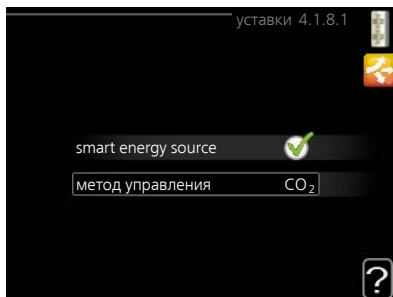 уставки 4.1.8.1
smart energy source
метод управления CO₂
?